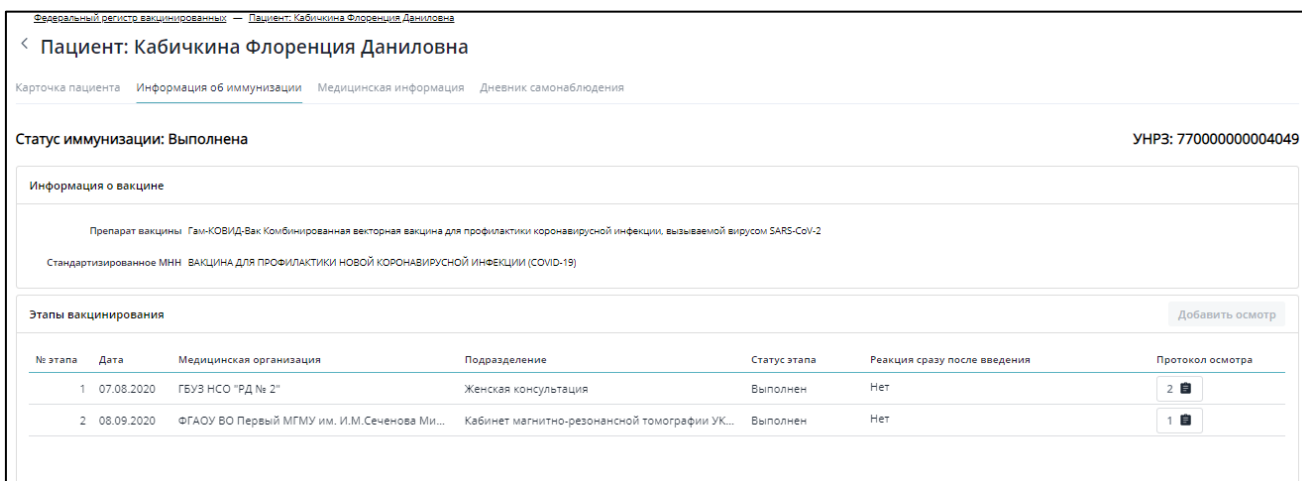 Федеральный регистр вакцинированных — Пациент: Кабичкина Флоренция Даниловна
< Пациент: Кабичкина Флоренция Даниловна
Карточка пациента Информация об иммунизации Медицинская информация Дневник самонаблюдения
Статус иммунизации: Выполнена УНРЗ: 770000000004049
Информация о вакцине
Препарат вакцины Гам-КОВИД-Вак Комбинированная векторная вакцина для профилактики коронавирусной инфекции, вызываемой вирусом SARS-CoV-2
Стандартизированное МНН ВАКЦИНА ДЛЯ ПРОФИЛАКТИКИ НОВОЙ КОРОНАВИРУСНОЙ ИНФЕКЦИИ (COVID-19)
Этапы вакцинирования Добавить осмотр
№ этапа Дата Медицинская организация Подразделение Статус этапа Реакция сразу после введения Протокол осмотра
1 07.08.2020 ГБУЗ НСО "РД № 2" Женская консультация Выполнен Нет 2
2 08.09.2020 ФГАОУ ВО Первый МГМУ им. И.М.Сеченова Ми... Кабинет магнитно-резонансной томографии УК... Выполнен Нет 1